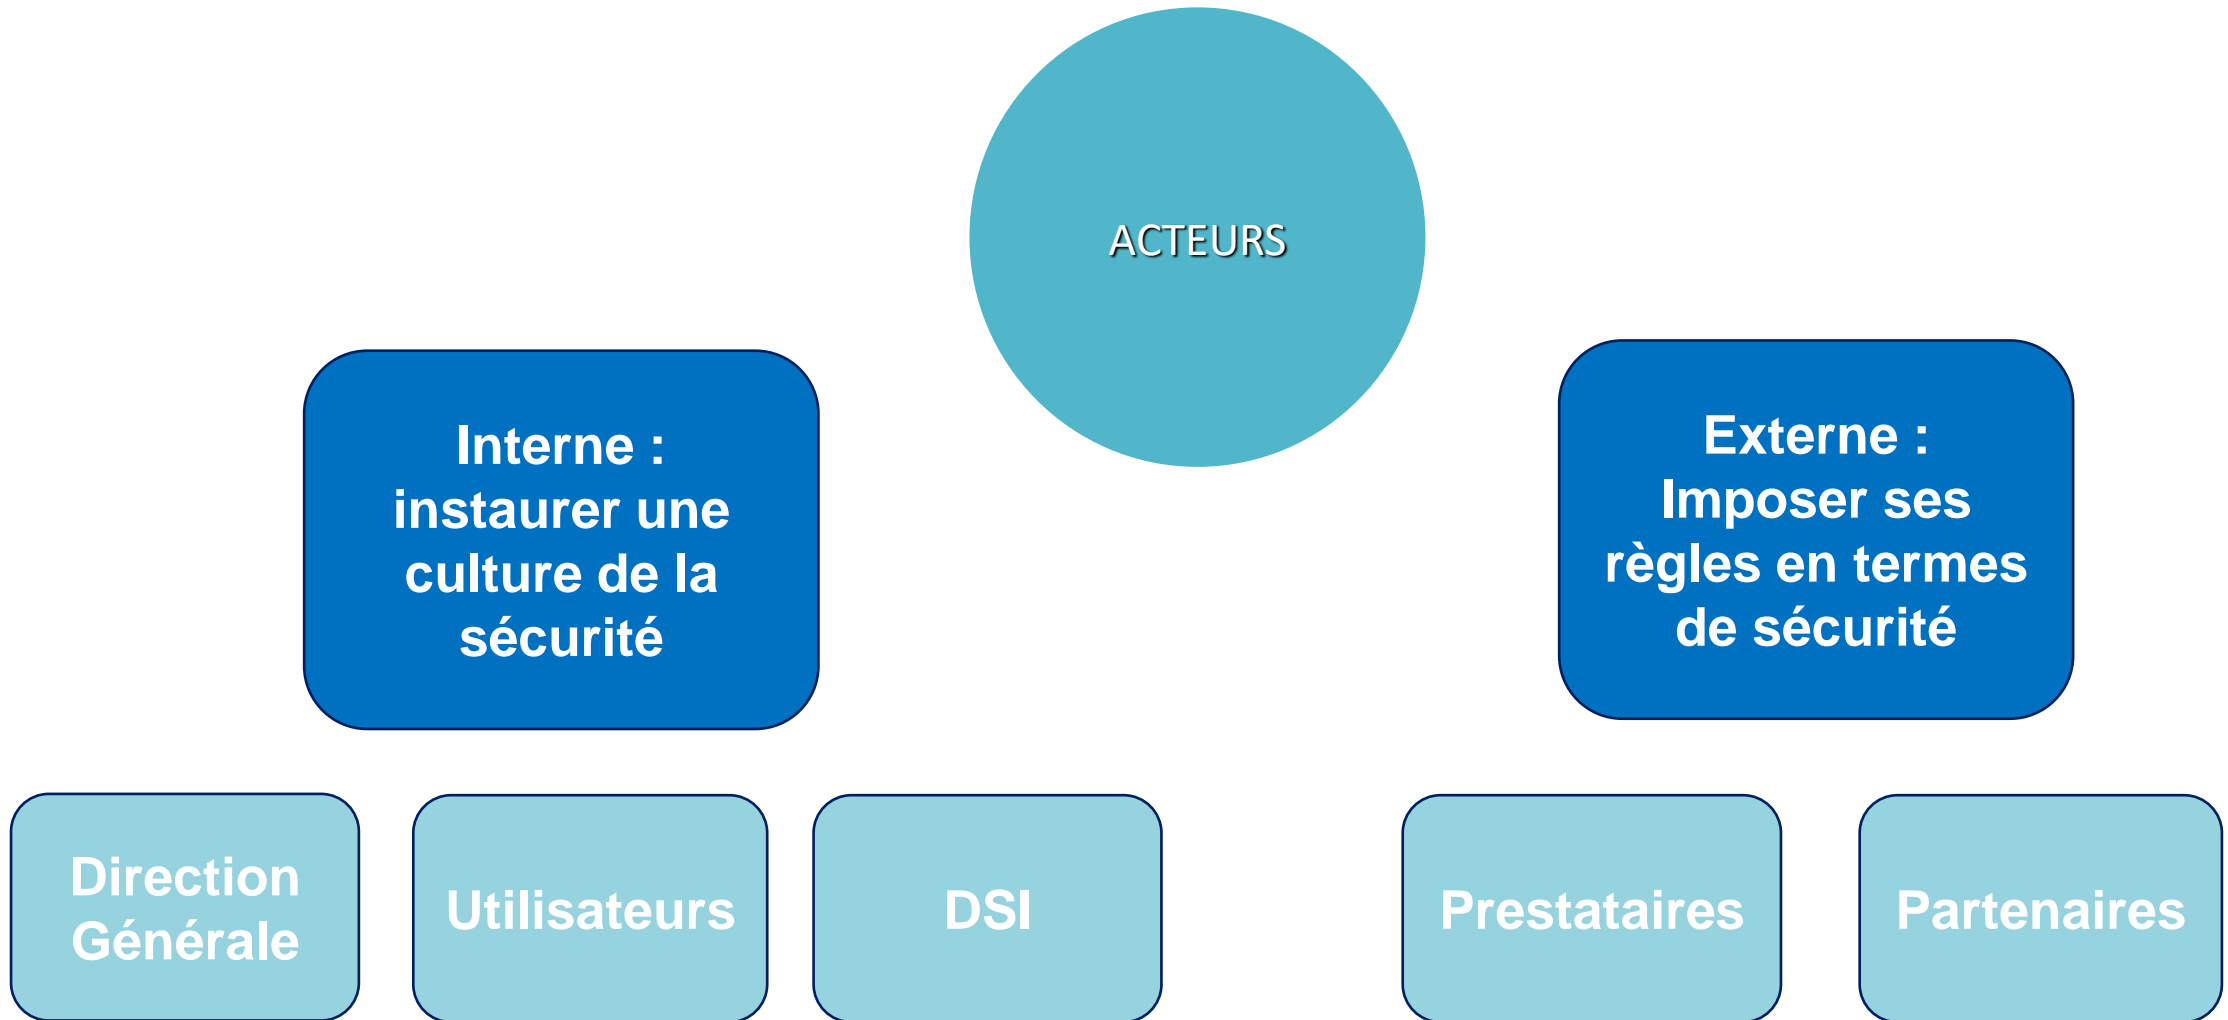 ACTEURS
Interne :
instaurer une
culture de la
sécurité
Externe :
Imposer ses
règles en termes
de sécurité
Direction
Générale
Utilisateurs
DSI
Prestataires
Partenaires